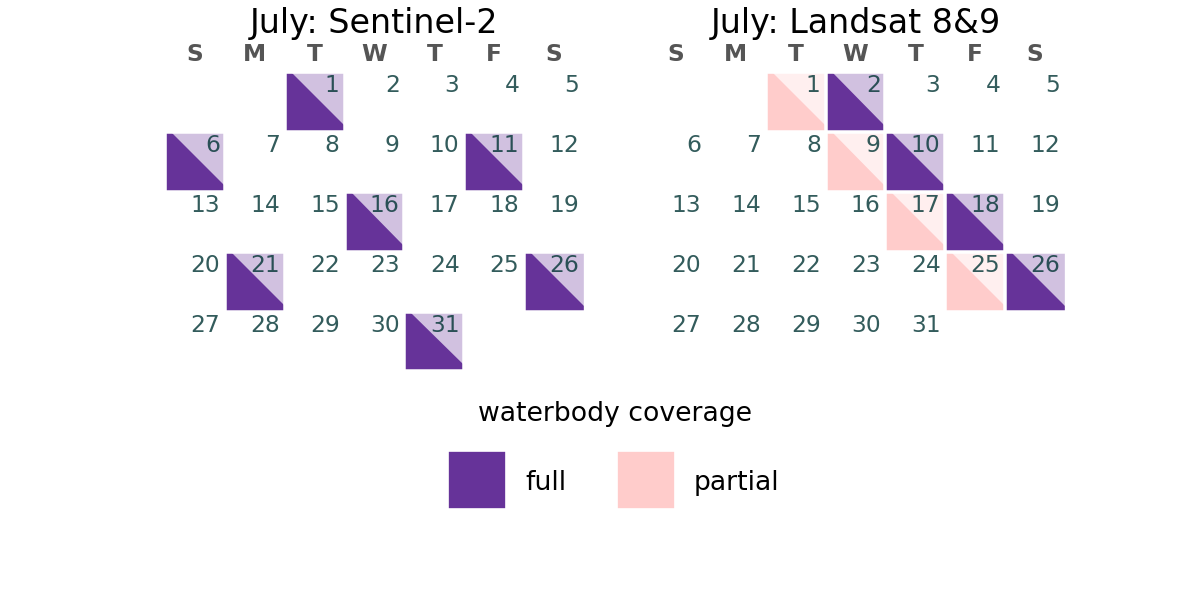 July: Sentinel-2
S M T W T F S
1 2 3 4 5
6 7 8 9 10 11 12
13 14 15 16 17 18 19
20 21 22 23 24 25 26
27 28 29 30 31
July: Landsat 8&9
S M T W T F S
1 2 3 4 5
6 7 8 9 10 11 12
13 14 15 16 17 18 19
20 21 22 23 24 25 26
27 28 29 30 31
waterbody coverage
full partial